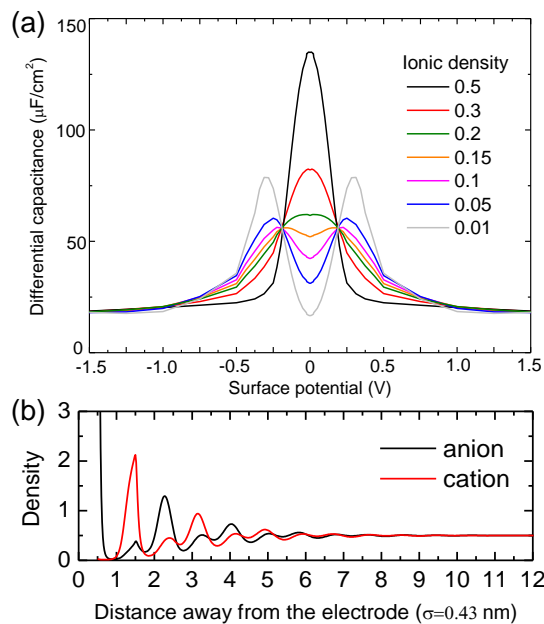 (a)
150
100
50
0
Differential capacitance (μF/cm²)
Ionic density
0.5
0.3
0.2
0.15
0.1
0.05
0.01
-1.5 -1.0 -0.5 0.0 0.5 1.0 1.5
Surface potential (V)
(b)
3
2
1
0
Density
anion
cation
0 1 2 3 4 5 6 7 8 9 10 11 12
Distance away from the electrode (σ=0.43 nm)